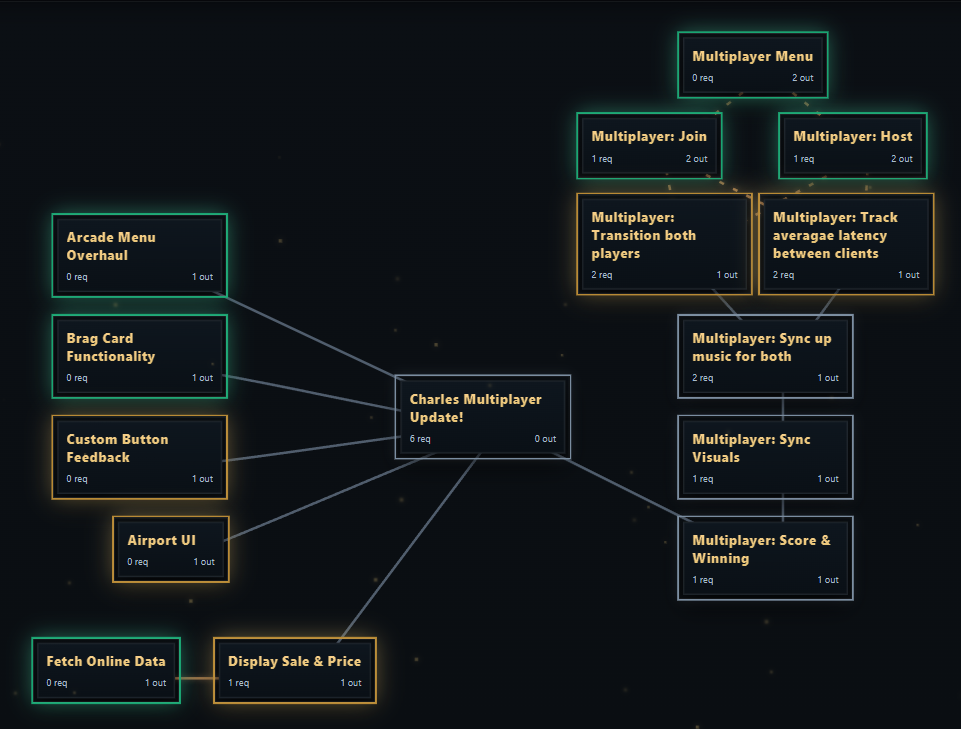 Multiplayer Menu
0 req 2 out
Multiplayer: Join
1 req 2 out
Multiplayer: Host
1 req 2 out
Multiplayer:
Transition both
players
2 req 1 out
Multiplayer: Track
averagae latency
between clients
2 req 1 out
Arcade Menu
Overhaul
0 req 1 out
Brag Card
Functionality
0 req 1 out
Custom Button
Feedback
0 req 1 out
Airport UI
0 req 1 out
Fetch Online Data
0 req 1 out
Display Sale & Price
1 req 1 out
Charles Multiplayer
Update!
6 req 0 out
Multiplayer: Sync up
music for both
2 req 1 out
Multiplayer: Sync
Visuals
1 req 1 out
Multiplayer: Score &
Winning
1 req 1 out